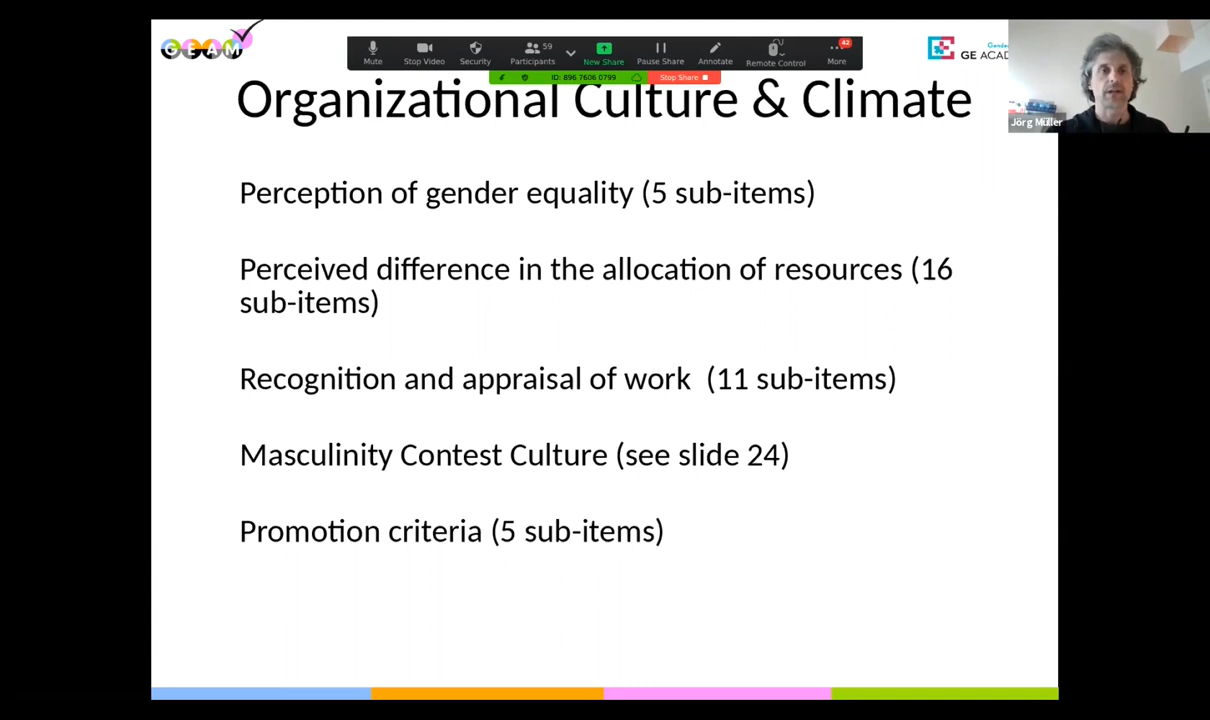 GEAM
Mute
Stop Video
Security
Participants
59
New Share
Pause Share
Annotate
Remote Control
42
More
ID: 896 7606 0799
Stop Share
GE ACAD
Jörg Müller
Organizational Culture & Climate
Perception of gender equality (5 sub-items)
Perceived difference in the allocation of resources (16
sub-items)
Recognition and appraisal of work (11 sub-items)
Masculinity Contest Culture (see slide 24)
Promotion criteria (5 sub-items)